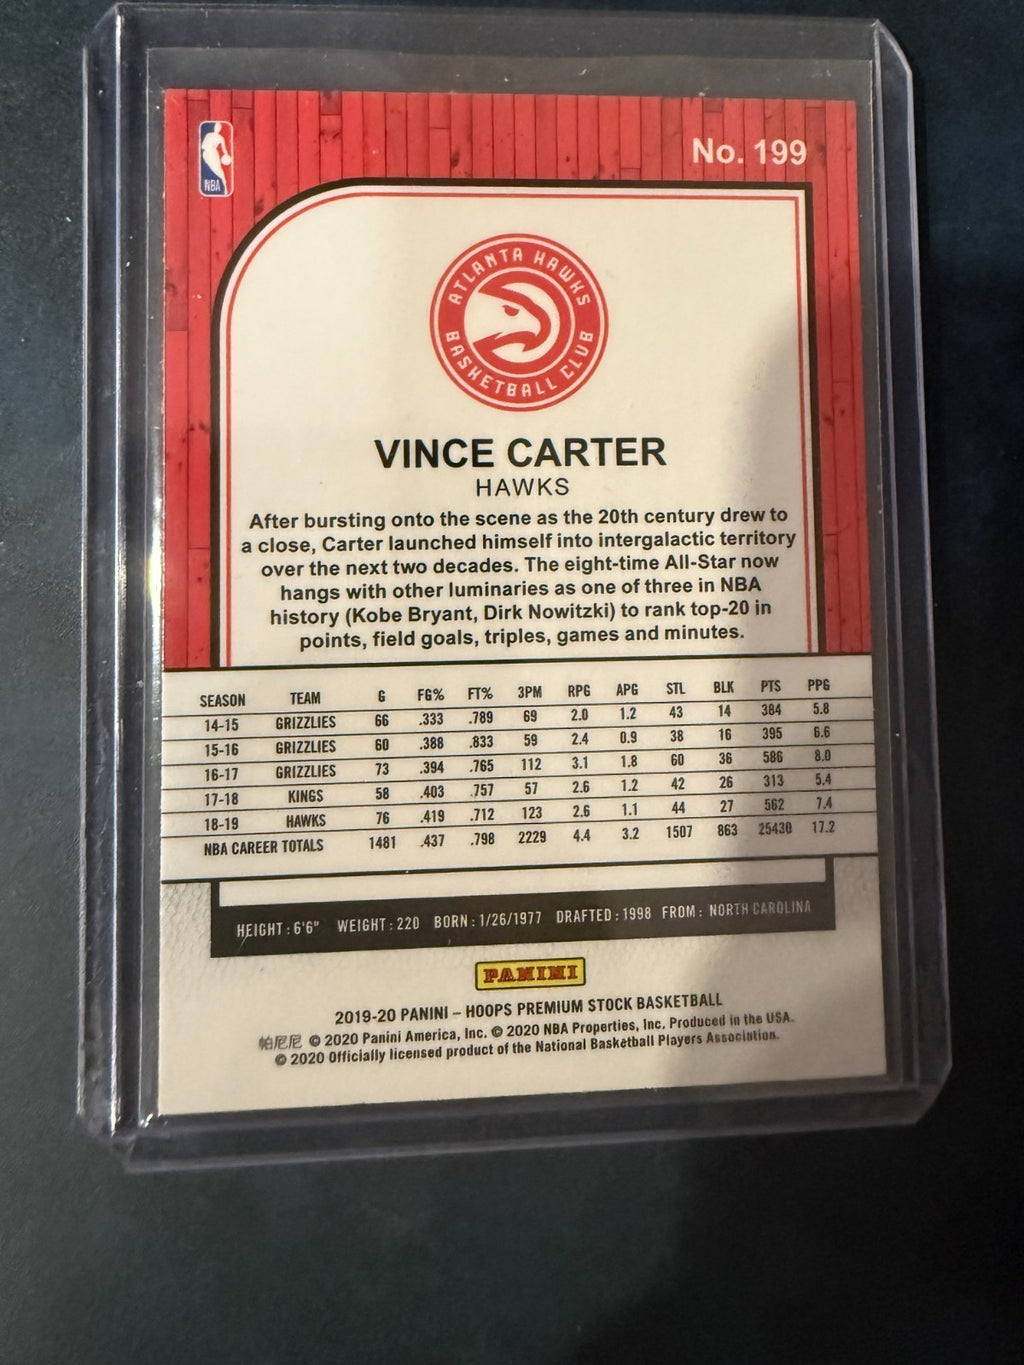 NBA
No. 199
ATLANTA HAWKS
BASKETBALL CLUB
VINCE CARTER
HAWKS
After bursting onto the scene as the 20th century drew to
a close, Carter launched himself into intergalactic territory
over the next two decades. The eight-time All-Star now
hangs with other luminaries as one of three in NBA
history (Kobe Bryant, Dirk Nowitzki) to rank top-20 in
points, field goals, triples, games and minutes.
SEASON TEAM G FG% FT% 3PM RPG APG STL BLK PTS PPG
14-15 GRIZZLIES 66 .333 .789 69 2.0 1.2 43 14 384 5.8
15-16 GRIZZLIES 60 .388 .833 59 2.4 0.9 38 16 395 6.6
16-17 GRIZZLIES 73 .394 .765 112 3.1 1.8 60 36 586 8.0
17-18 KINGS 58 .403 .757 57 2.6 1.2 42 26 313 5.4
18-19 HAWKS 76 .419 .712 123 2.6 1.1 44 27 562 7.4
NBA CAREER TOTALS 1481 .437 .798 2229 4.4 3.2 1507 863 25430 17.2
HEIGHT: 6'6" WEIGHT: 220 BORN: 1/26/1977 DRAFTED: 1998 FROM: NORTH CAROLINA
PANINI
2019-20 PANINI – HOOPS PREMIUM STOCK BASKETBALL
帕尼尼 © 2020 Panini America, Inc. © 2020 NBA Properties, Inc. Produced in the USA.
© 2020 Officially licensed product of the National Basketball Players Association.